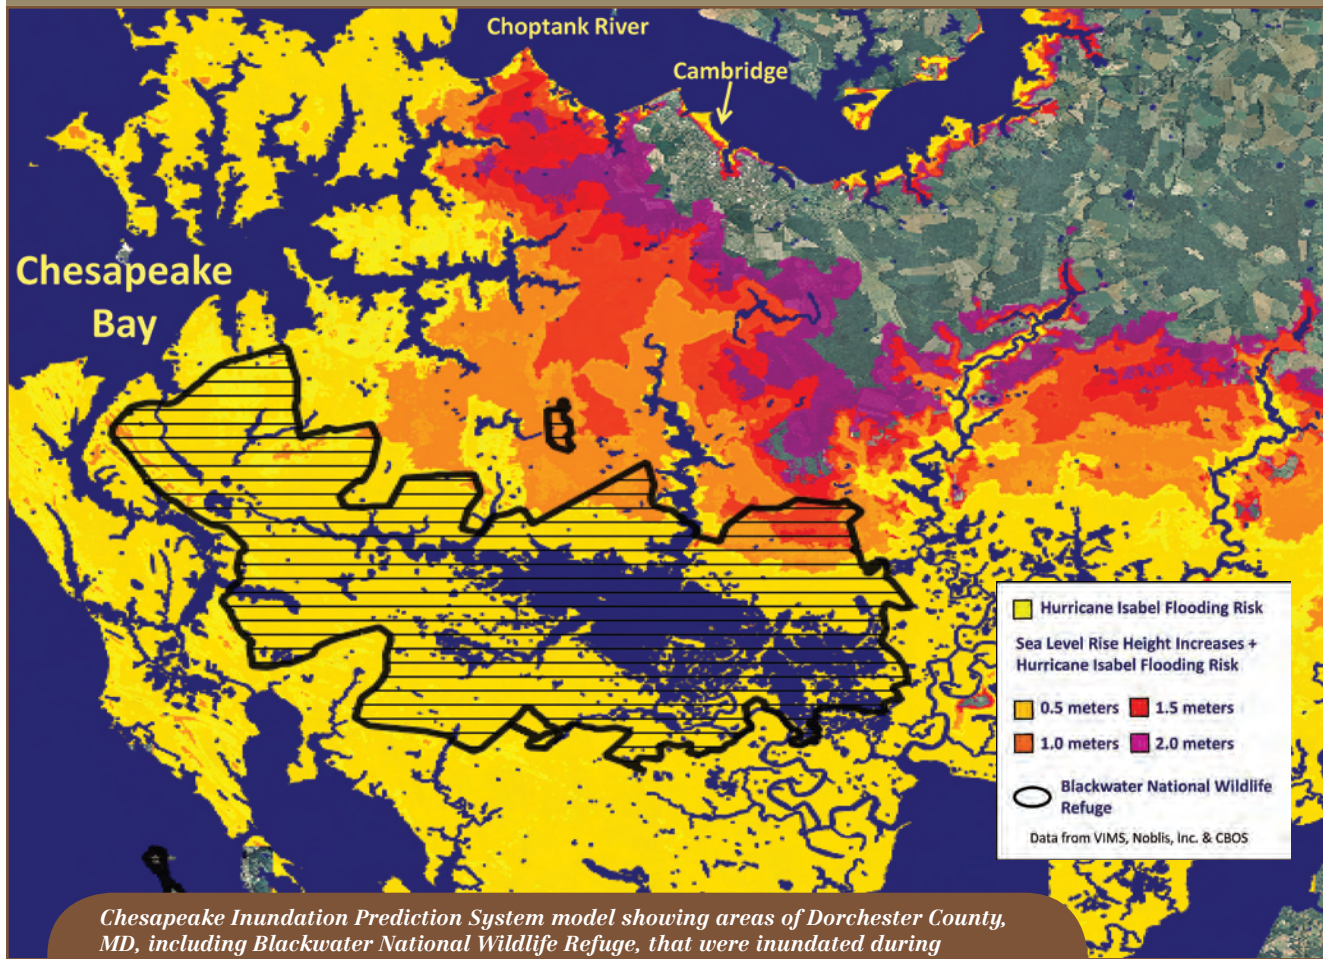 Choptank River
Cambridge
Chesapeake
Bay
Hurricane Isabel Flooding Risk
Sea Level Rise Height Increases +
Hurricane Isabel Flooding Risk
0.5 meters
1.5 meters
1.0 meters
2.0 meters
Blackwater National Wildlife
Refuge
Data from VIMS, Noblis, Inc. & CBOS
Chesapeake Inundation Prediction System model showing areas of Dorchester County,
MD, including Blackwater National Wildlife Refuge, that were inundated during